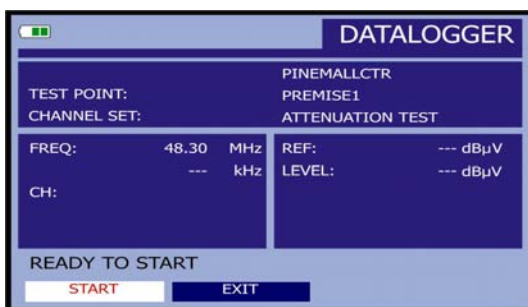 DATALOGGER
PINEMALLCTR
TEST POINT: PREMISE1
CHANNEL SET: ATTENUATION TEST
FREQ: 48.30 MHz
--- kHz
CH:
REF: --- dBµV
LEVEL: --- dBµV
READY TO START
START EXIT